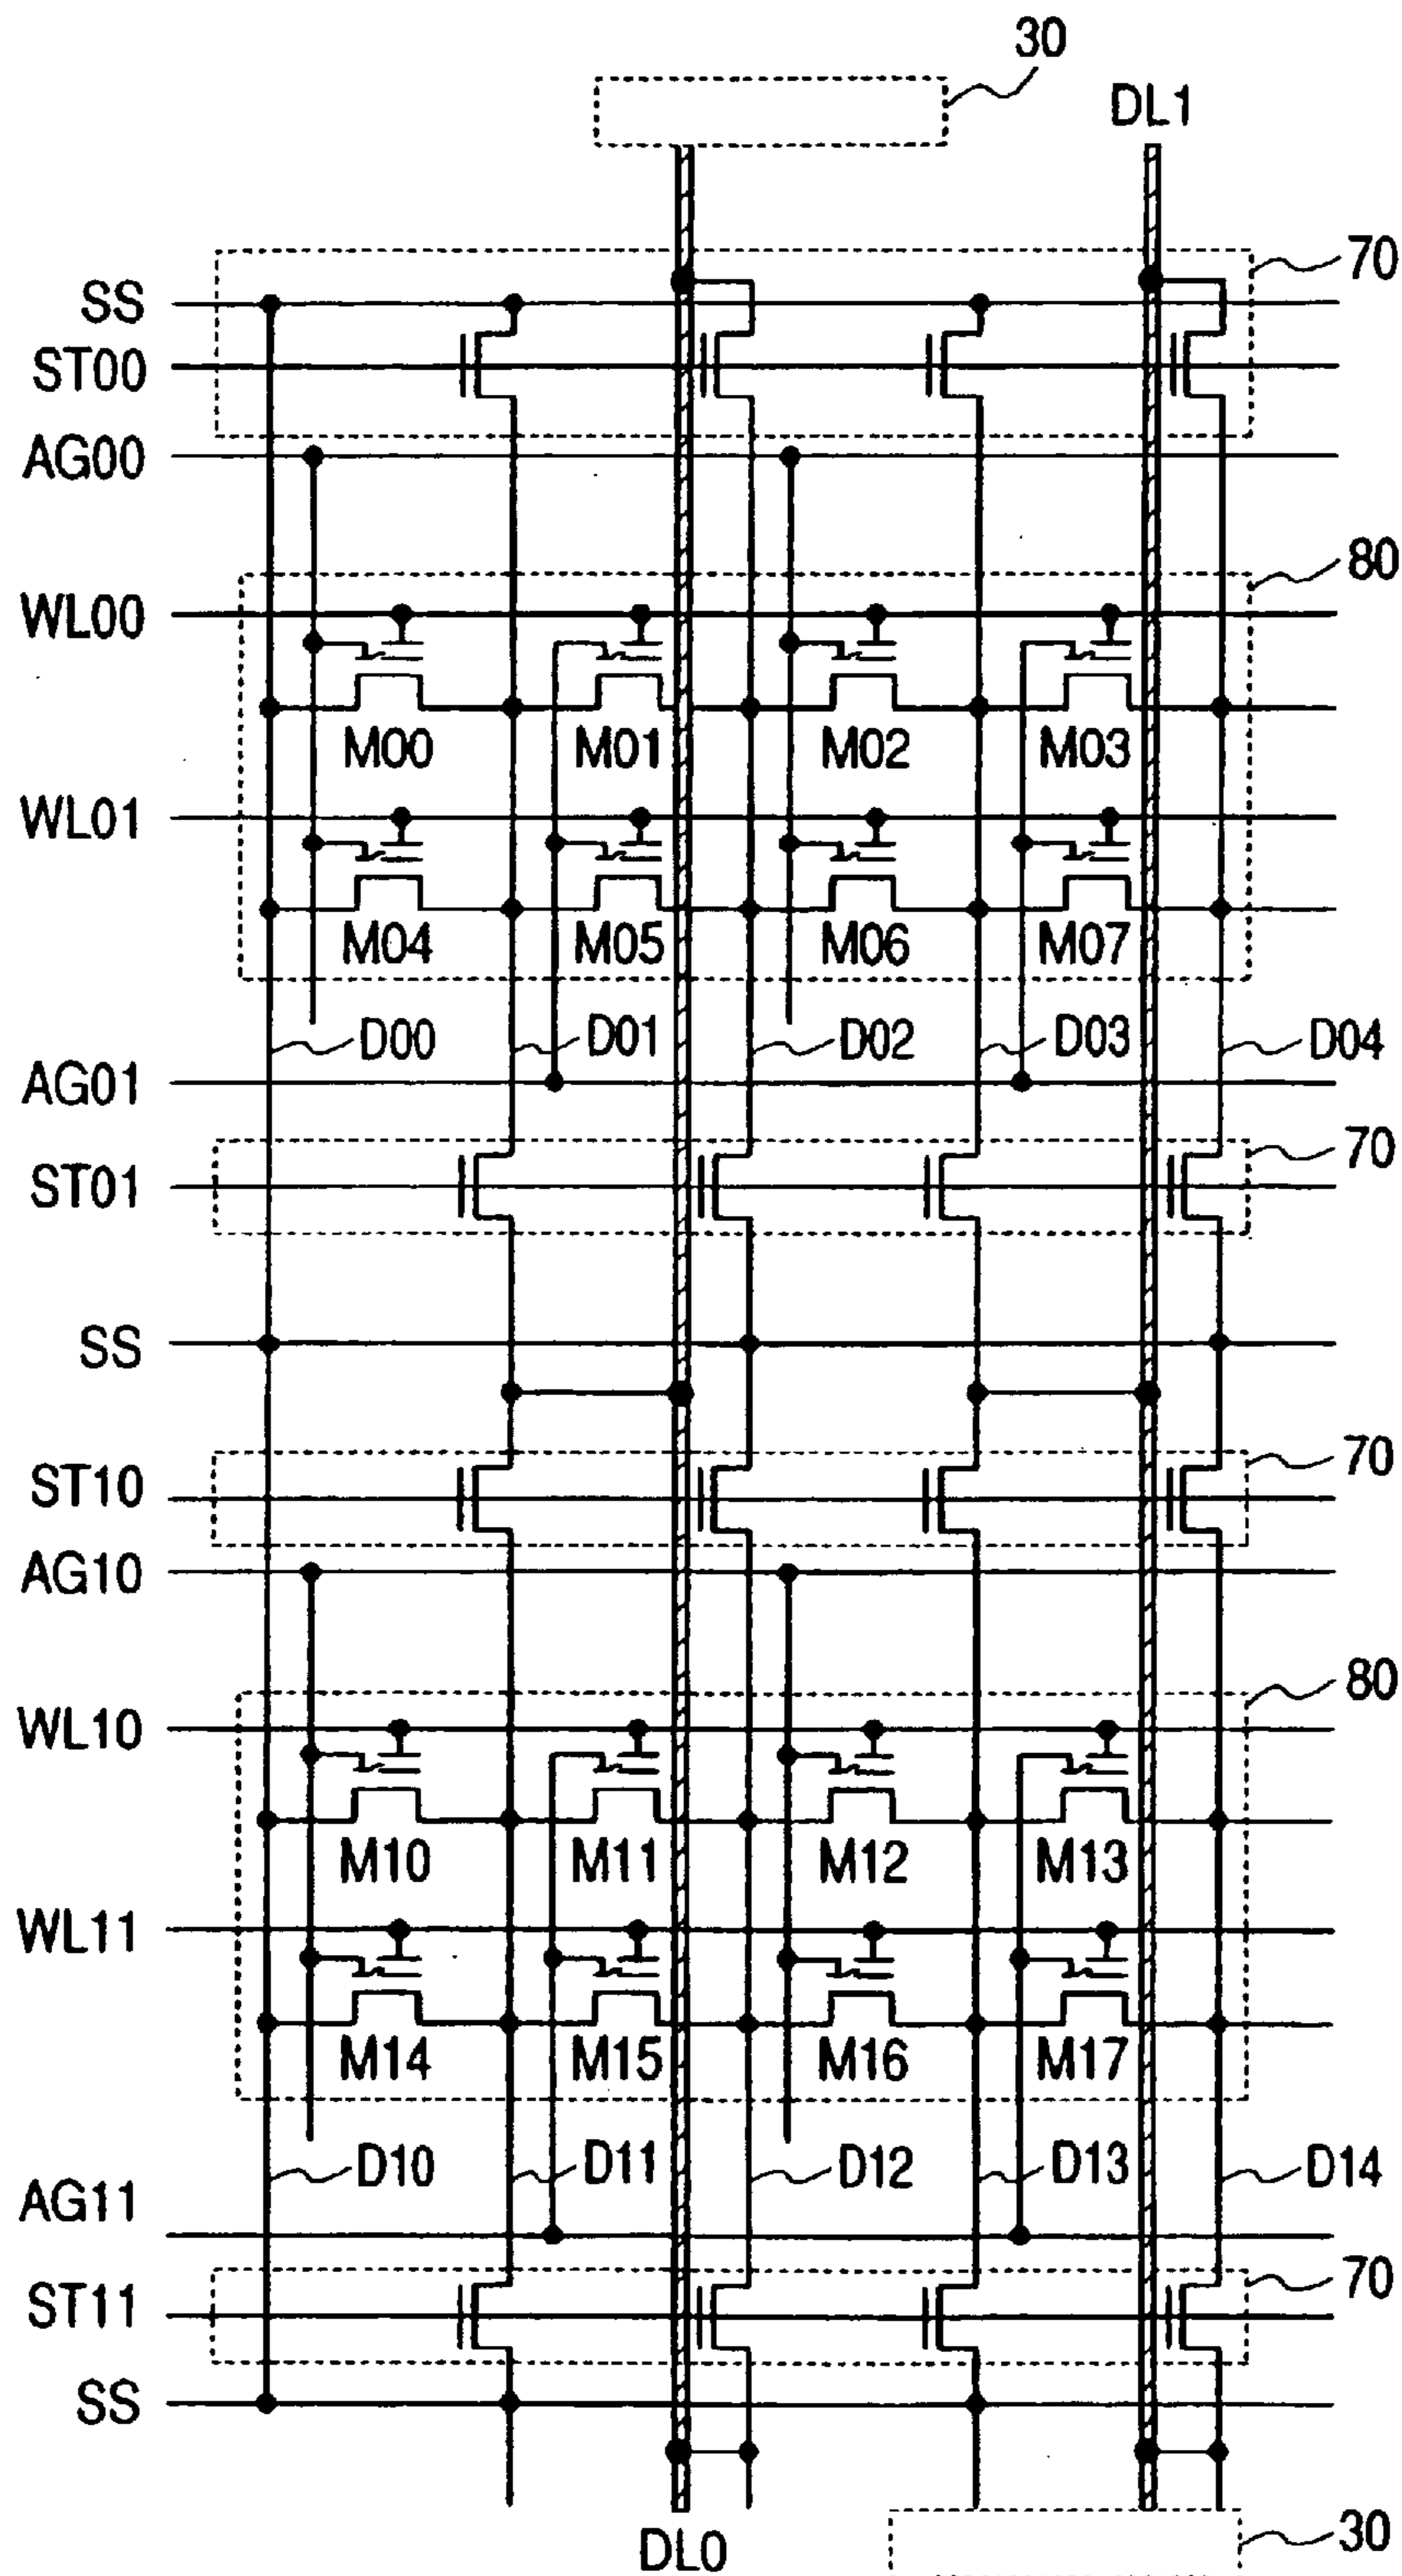 30
DL1
70
SS
ST00
AG00
80
WL00
M00 M01 M02 M03
WL01
M04 M05 M06 M07
D00 D01 D02 D03 D04
AG01
70
ST01
SS
70
ST10
AG10
80
WL10
M10 M11 M12 M13
WL11
M14 M15 M16 M17
D10 D11 D12 D13 D14
AG11
70
ST11
SS
30
DL0